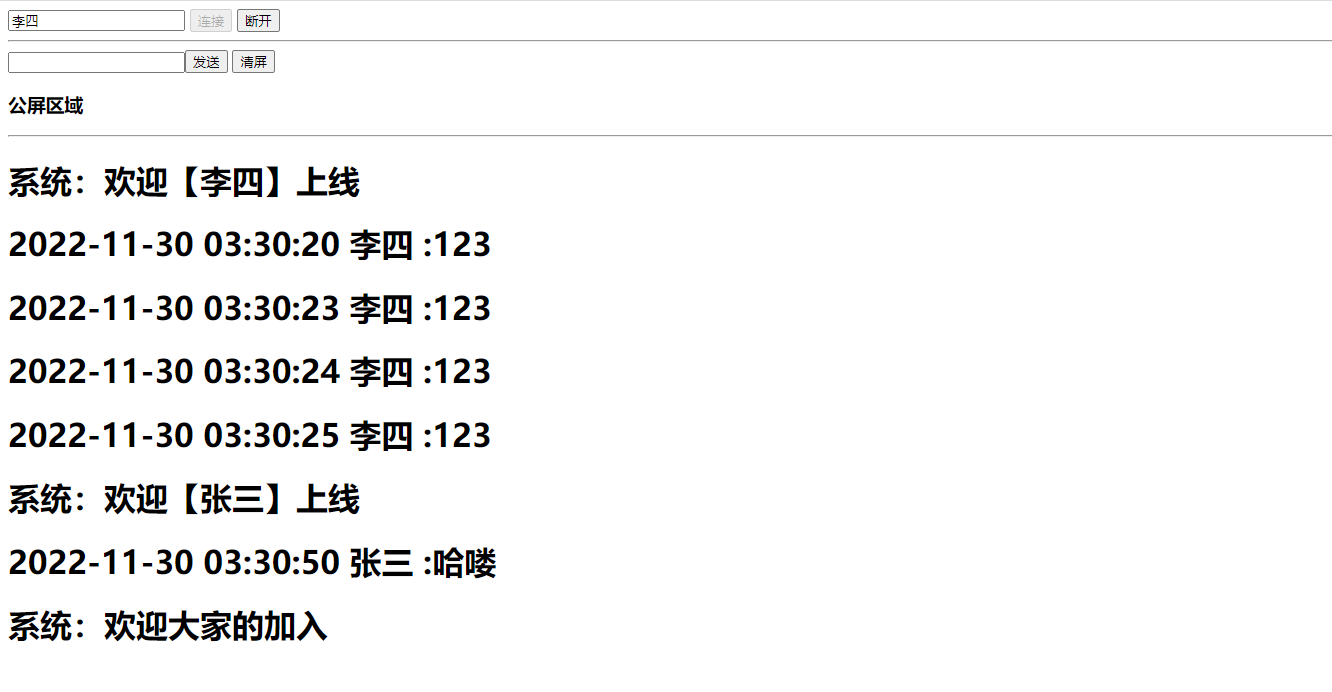 李四 连接 断开
发送 清屏
公屏区域
系统：欢迎【李四】上线
2022-11-30 03:30:20 李四 :123
2022-11-30 03:30:23 李四 :123
2022-11-30 03:30:24 李四 :123
2022-11-30 03:30:25 李四 :123
系统：欢迎【张三】上线
2022-11-30 03:30:50 张三 :哈喽
系统：欢迎大家的加入